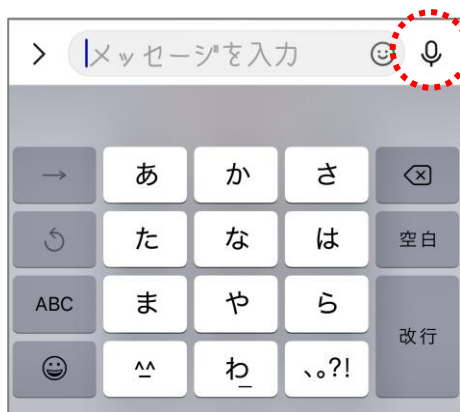 メッセージを入力
あ か さ
た な は 空白
ABC ま や ら
改行
^^ わ_ 、。?!